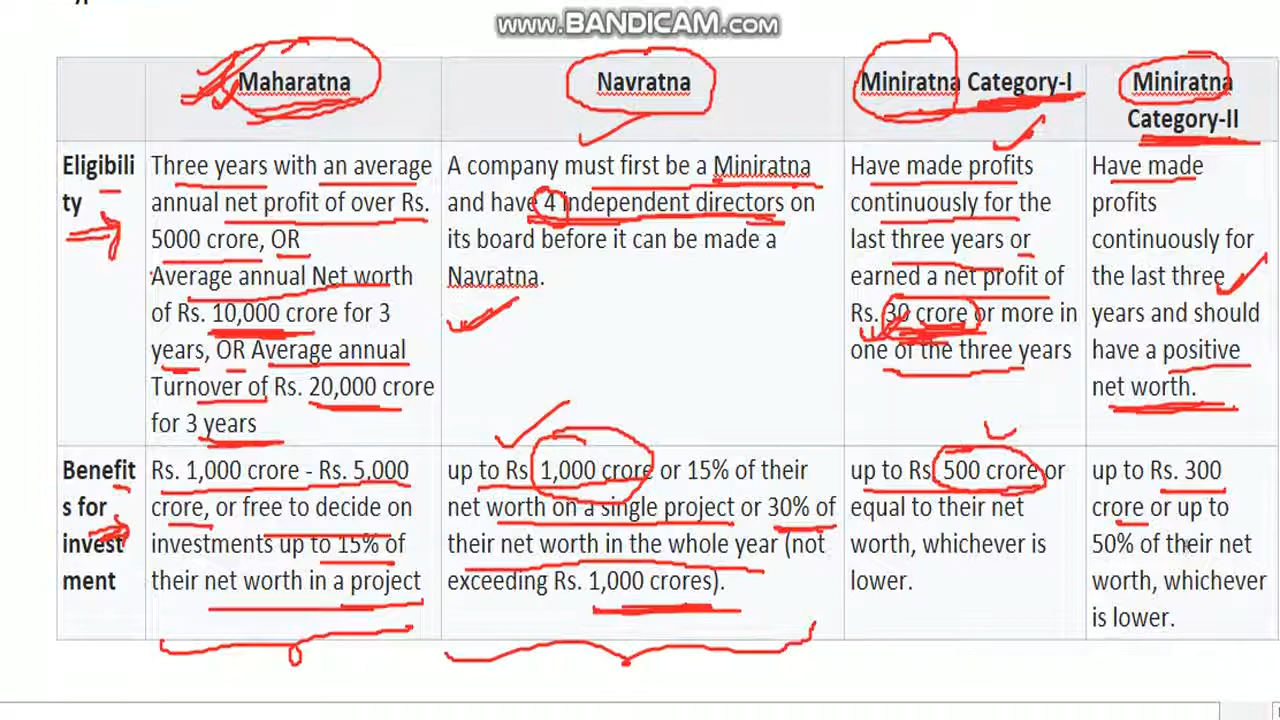 www.BANDICAM.com
Maharatna
Navratna
Miniratna Category-I
Miniratna
Category-II
Eligibili
ty
Three years with an average
annual net profit of over Rs.
5000 crore, OR
Average annual Net worth
of Rs. 10,000 crore for 3
years, OR Average annual
Turnover of Rs. 20,000 crore
for 3 years
A company must first be a Miniratna
and have 4 independent directors on
its board before it can be made a
Navratna.
Have made profits
continuously for the
last three years or
earned a net profit of
Rs. 30 crore or more in
one of the three years
Have made
profits
continuously for
the last three
years and should
have a positive
net worth.
Benefit
s for
invest
ment
Rs. 1,000 crore - Rs. 5,000
crore, or free to decide on
investments up to 15% of
their net worth in a project
up to Rs. 1,000 crore or 15% of their
net worth on a single project or 30% of
their net worth in the whole year (not
exceeding Rs. 1,000 crores).
up to Rs. 500 crore or
equal to their net
worth, whichever is
lower.
up to Rs. 300
crore or up to
50% of their net
worth, whichever
is lower.